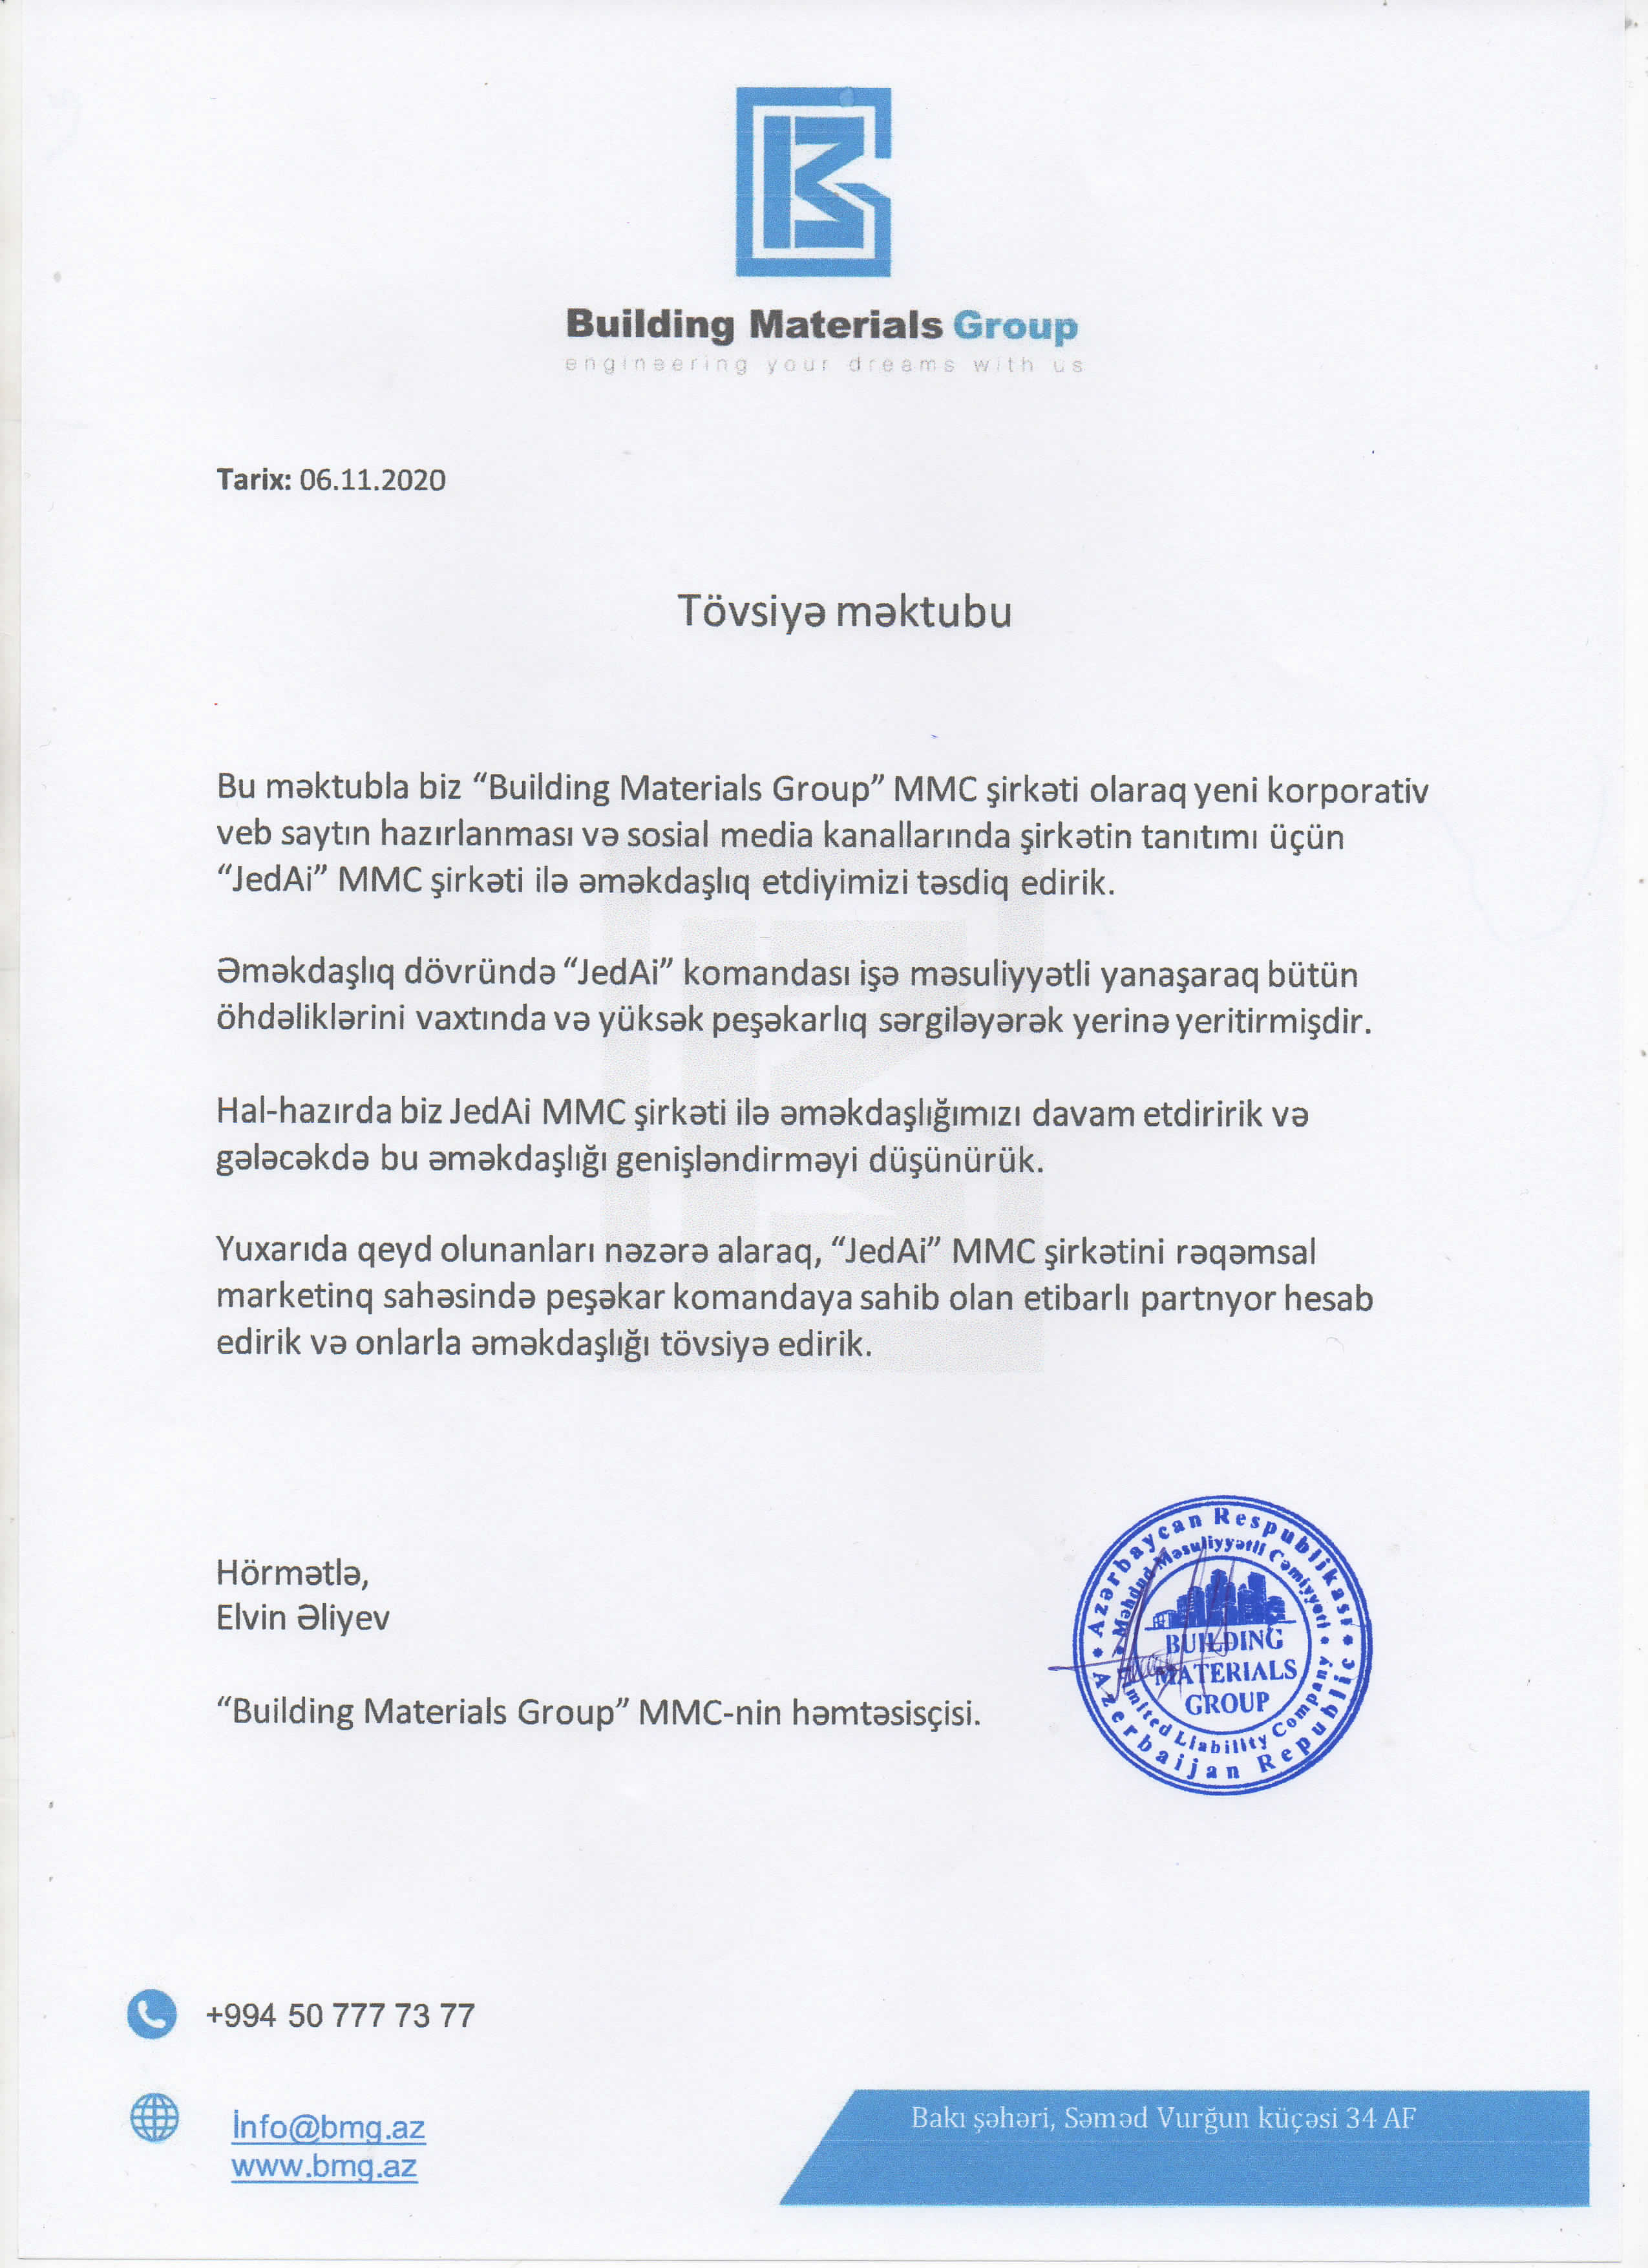 Building Materials Group
engineering your dreams with us
Tarix: 06.11.2020
Tövsiyə məktubu
Bu məktubla biz “Building Materials Group” MMC şirkəti olaraq yeni korporativ
veb saytın hazırlanması və sosial media kanallarında şirkətin tanıtımı üçün
“JedAi” MMC şirkəti ilə əməkdaşlıq etdiyimizi təsdiq edirik.
Əməkdaşlıq dövründə “JedAi” komandası işə məsuliyyətli yanaşaraq bütün
öhdəliklərini vaxtında və yüksək peşəkarlıq sərgiləyərək yerinə yeritirmişdir.
Hal-hazırda biz JedAi MMC şirkəti ilə əməkdaşlığımızı davam etdiririk və
gələcəkdə bu əməkdaşlığı genişləndirməyi düşünürük.
Yuxarıda qeyd olunanları nəzərə alaraq, “JedAi” MMC şirkətini rəqəmsal
marketinq sahəsində peşəkar komandaya sahib olan etibarlı partnyor hesab
edirik və onlarla əməkdaşlığı tövsiyə edirik.
Hörmətlə,
Elvin Əliyev
“Building Materials Group” MMC-nin həmtəsisçisi.
Azərbaycan Respublikası
Məhdud Məsuliyyətli Cəmiyyəti
BUILDING
MATERIALS
GROUP
Limited Liability Company
Azerbaijan Republic
+994 50 777 73 77
İnfo@bmg.az
www.bmg.az
Bakı şəhəri, Səməd Vurğun küçəsi 34 AF